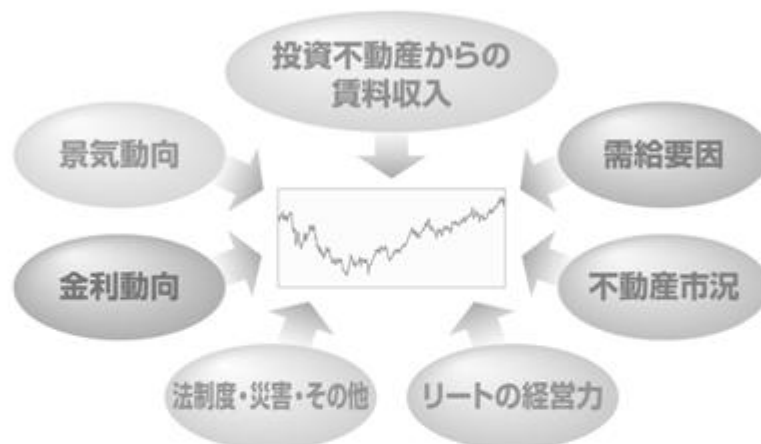 投資不動産からの
賃料収入
景気動向
需給要因
金利動向
不動産市況
法制度・災害・その他
リートの経営力